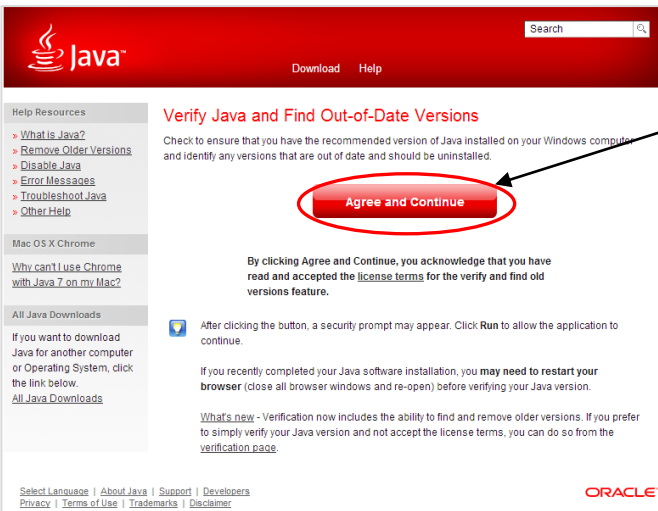 Search
Java™
Download Help
Help Resources
» What is Java?
» Remove Older Versions
» Disable Java
» Error Messages
» Troubleshoot Java
» Other Help
Mac OS X Chrome
Why can't I use Chrome
with Java 7 on my Mac?
All Java Downloads
If you want to download
Java for another computer
or Operating System, click
the link below.
All Java Downloads
Verify Java and Find Out-of-Date Versions
Check to ensure that you have the recommended version of Java installed on your Windows computer
and identify any versions that are out of date and should be uninstalled.
Agree and Continue
By clicking Agree and Continue, you acknowledge that you have
read and accepted the license terms for the verify and find old
versions feature.
After clicking the button, a security prompt may appear. Click Run to allow the application to
continue.
If you recently completed your Java software installation, you may need to restart your
browser (close all browser windows and re-open) before verifying your Java version.
What's new - Verification now includes the ability to find and remove older versions. If you prefer
to simply verify your Java version and not accept the license terms, you can do so from the
verification page.
Select Language | About Java | Support | Developers
Privacy | Terms of Use | Trademarks | Disclaimer
ORACLE